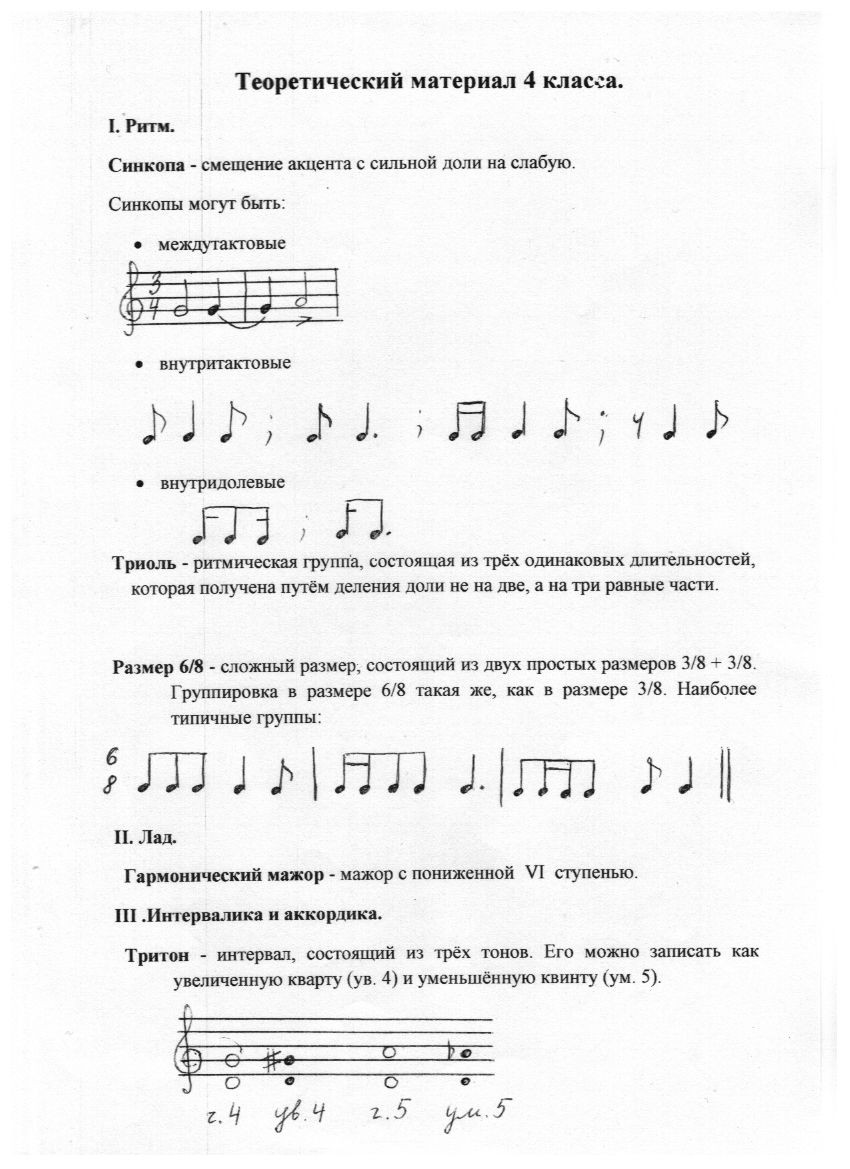 Теоретический материал 4 класса.
I. Ритм.
Синкопа - смещение акцента с сильной доли на слабую.
Синкопы могут быть:
• междутактовые
3
4
• внутритактовые
; ; ;
• внутридолевые
;
Триоль - ритмическая группа, состоящая из трёх одинаковых длительностей,
которая получена путём деления доли не на две, а на три равные части.
Размер 6/8 - сложный размер, состоящий из двух простых размеров 3/8 + 3/8.
Группировка в размере 6/8 такая же, как в размере 3/8. Наиболее
типичные группы:
6
8
II. Лад.
Гармонический мажор - мажор с пониженной VI ступенью.
III .Интервалика и аккордика.
Тритон - интервал, состоящий из трёх тонов. Его можно записать как
увеличенную кварту (ув. 4) и уменьшённую квинту (ум. 5).
ч.4 ув.4 ч.5 ум.5